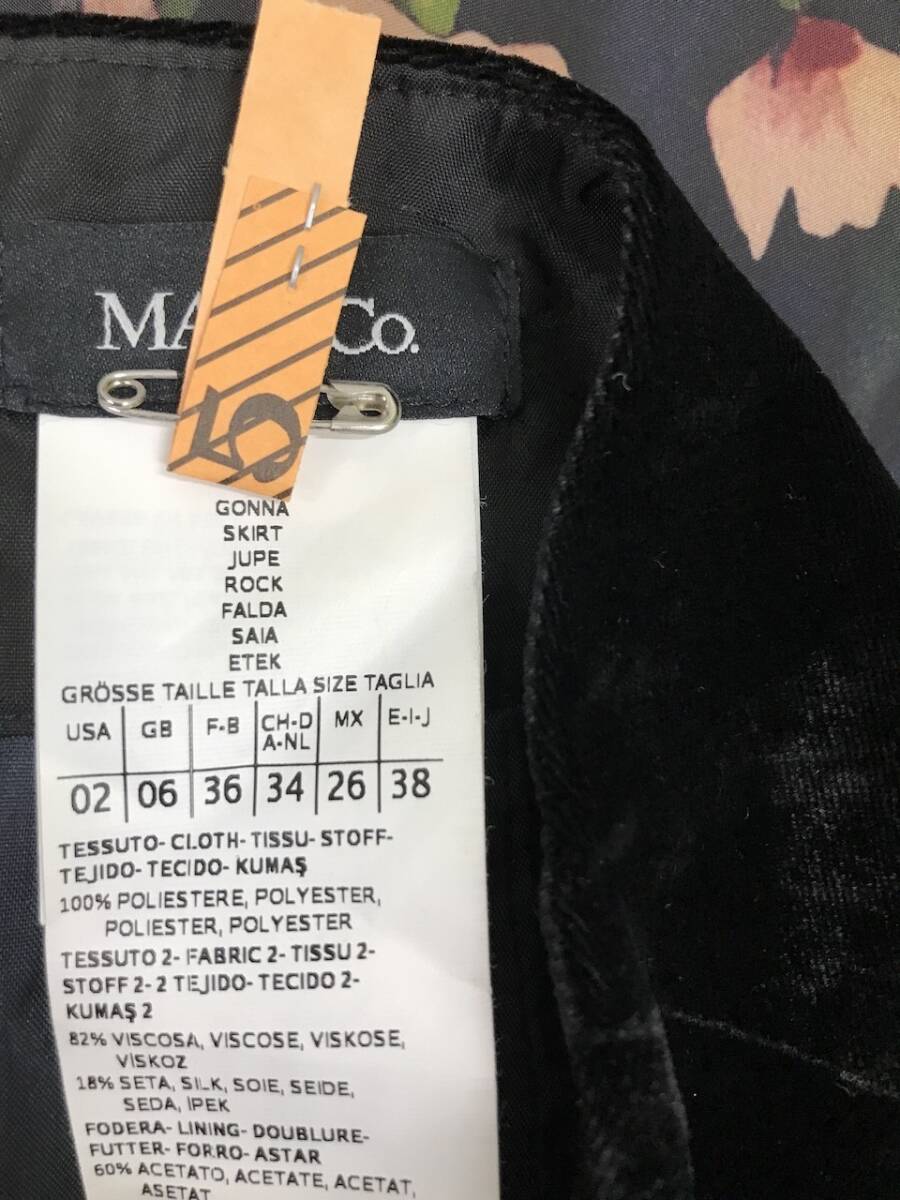 MA Co.
5
GONNA
SKIRT
JUPE
ROCK
FALDA
SAIA
ETEK
GRÖSSE TAILLE TALLA SIZE TAGLIA
USA GB F-B CH-D A-NL MX E-I-J
02 06 36 34 26 38
TESSUTO- CLOTH- TISSU- STOFF-
TEJIDO- TECIDO- KUMAŞ
100% POLIESTERE, POLYESTER,
POLIESTER, POLYESTER
TESSUTO 2- FABRIC 2- TISSU 2-
STOFF 2- 2 TEJIDO- TECIDO 2-
KUMAŞ 2
82% VISCOSA, VISCOSE, VISKOSE,
VİSKOZ
18% SETA, SILK, SOIE, SEIDE,
SEDA, İPEK
FODERA- LINING- DOUBLURE-
FUTTER- FORRO- ASTAR
60% ACETATO, ACETATE, ACETAT,
ASETAT